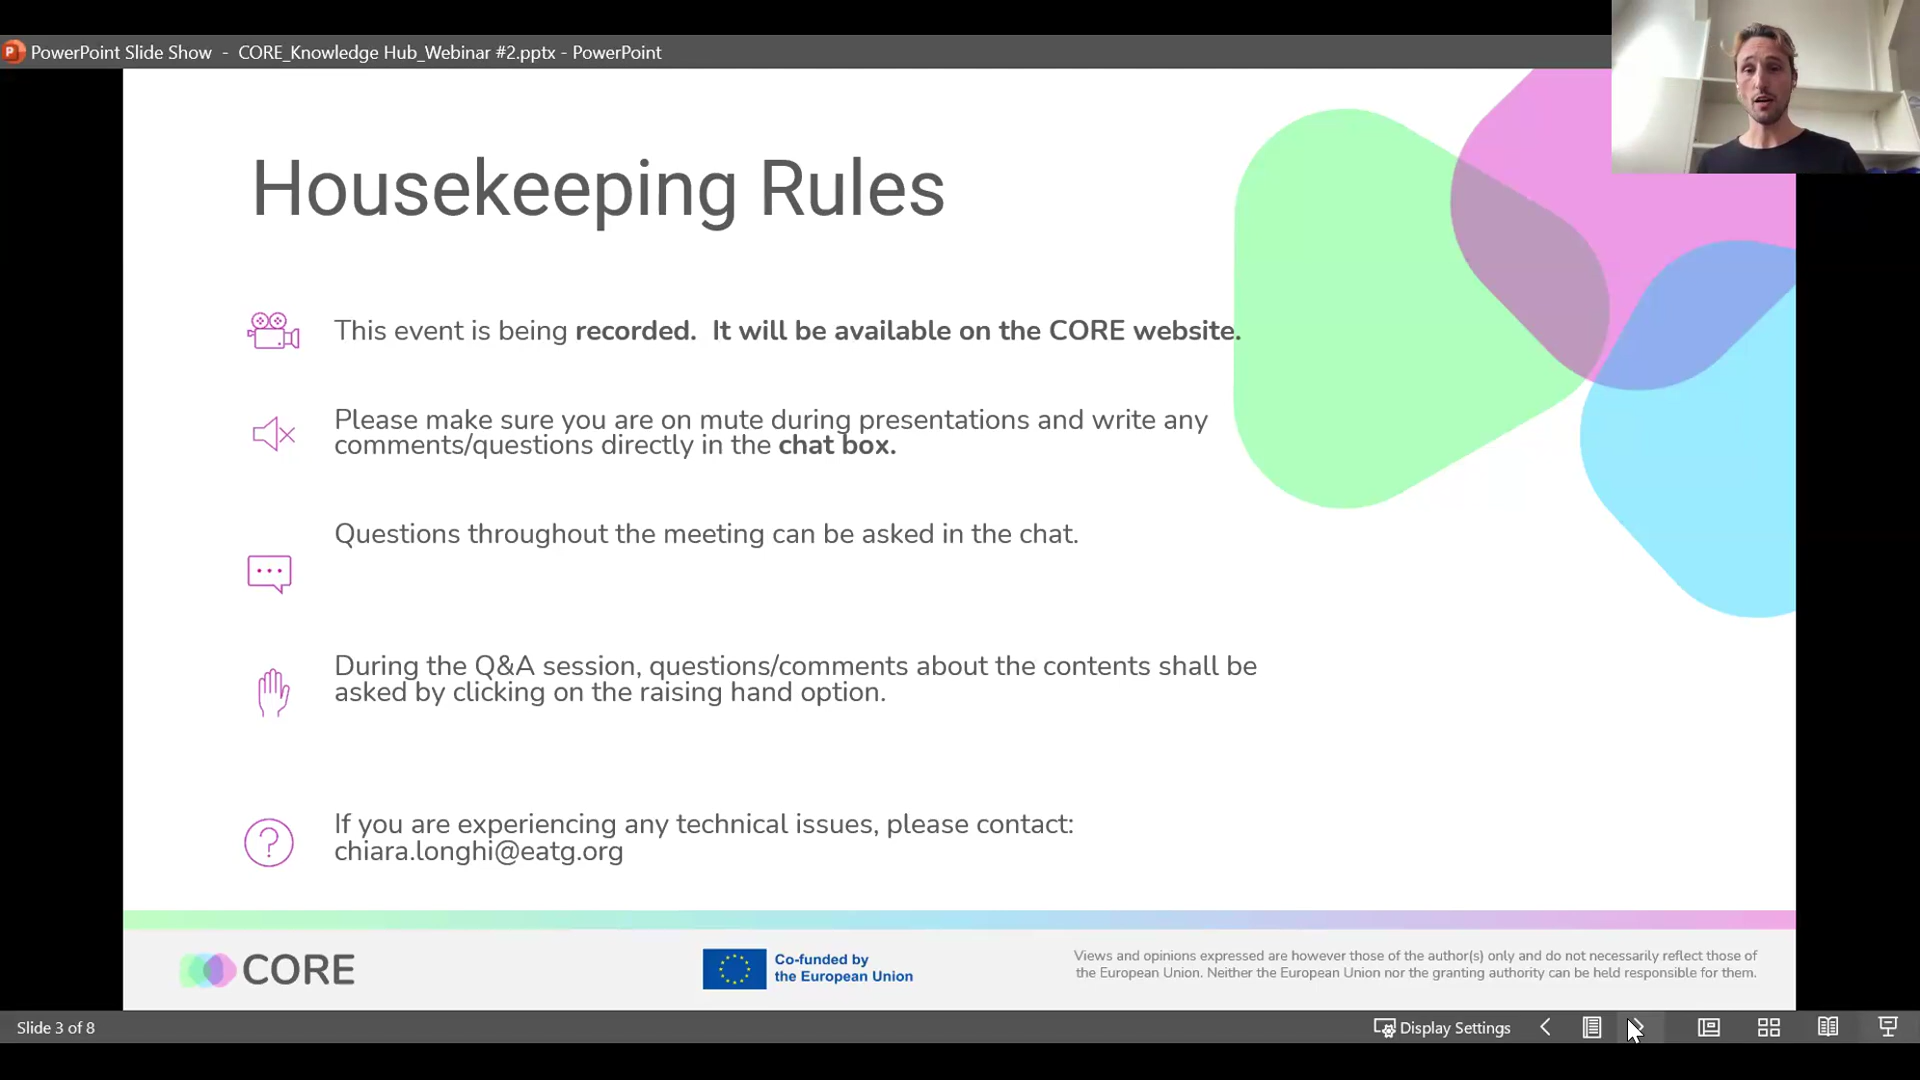 PowerPoint Slide Show - CORE_Knowledge Hub_Webinar #2.pptx - PowerPoint
Housekeeping Rules
This event is being recorded. It will be available on the CORE website.
Please make sure you are on mute during presentations and write any
comments/questions directly in the chat box.
Questions throughout the meeting can be asked in the chat.
During the Q&A session, questions/comments about the contents shall be
asked by clicking on the raising hand option.
If you are experiencing any technical issues, please contact:
chiara.longhi@eatg.org
CORE
Co-funded by
the European Union
Views and opinions expressed are however those of the author(s) only and do not necessarily reflect those of
the European Union. Neither the European Union nor the granting authority can be held responsible for them.
Slide 3 of 8
Display Settings